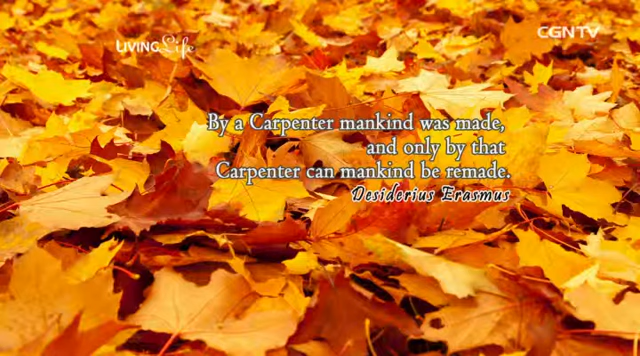 LIVING Life
CGNTV
By a Carpenter mankind was made,
and only by that
Carpenter can mankind be remade.
Desiderius Erasmus